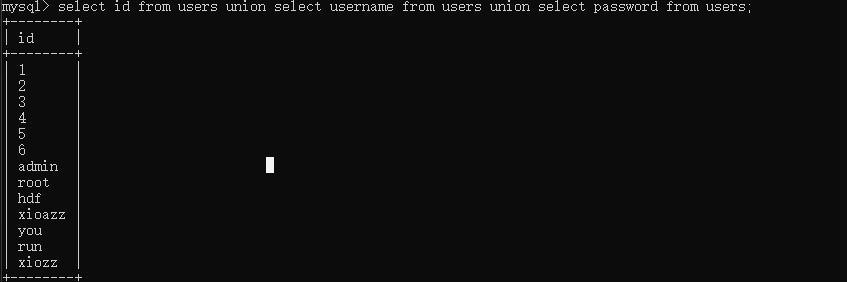 mysql> select id from users union select username from users union select password from users;
+--------+
| id     |
+--------+
| 1      |
| 2      |
| 3      |
| 4      |
| 5      |
| 6      |
| admin  |
| root   |
| hdf    |
| xioazz |
| you    |
| run    |
| xiozz  |
+--------+